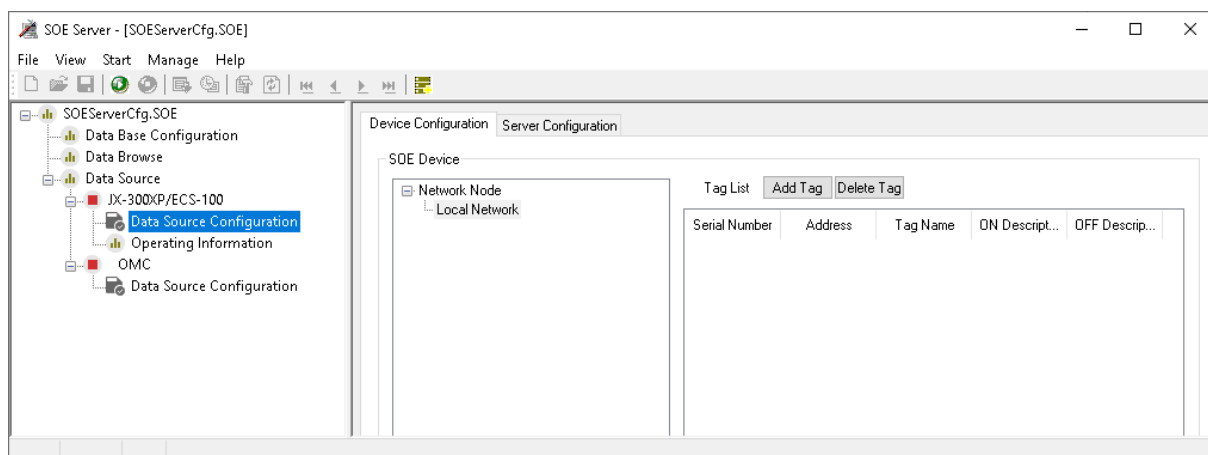 SOE Server - [SOEServerCfg.SOE]
File View Start Manage Help
SOEServerCfg.SOE
Data Base Configuration
Data Browse
Data Source
JX-300XP/ECS-100
Data Source Configuration
Operating Information
OMC
Data Source Configuration
Device Configuration Server Configuration
SOE Device
Network Node
Local Network
Tag List Add Tag Delete Tag
Serial Number Address Tag Name ON Descript... OFF Descrip...